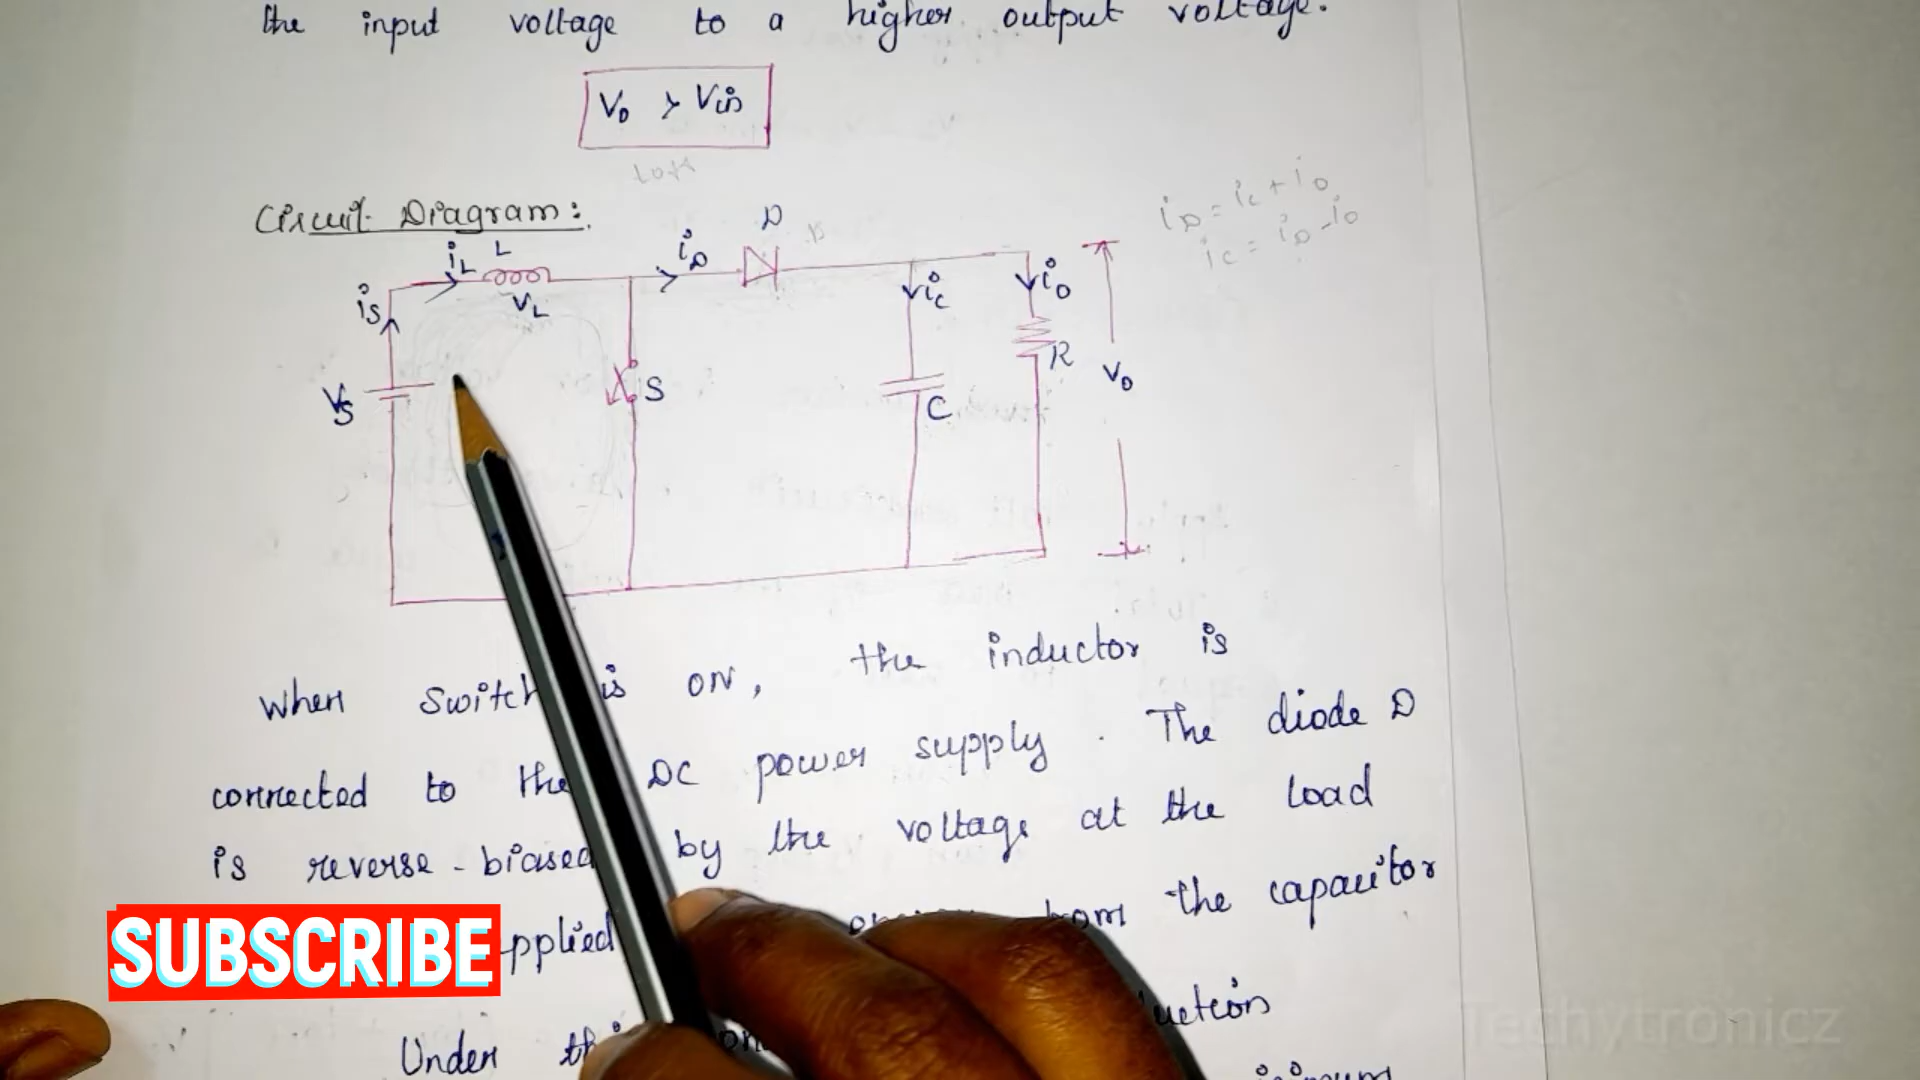 the input voltage to a higher output voltage.
V0 > Vin
Circuit Diagram:
iD = ic + i0
ic = iD - i0
iL L
iD
D
is
VL
ic
i0
R
Vs
S
C
V0
When switch is on, the inductor is
connected to the DC power supply. The diode D
is reverse-biased by the voltage at the load
from the capacitor
SUBSCRIBE
Under
Techytronicz